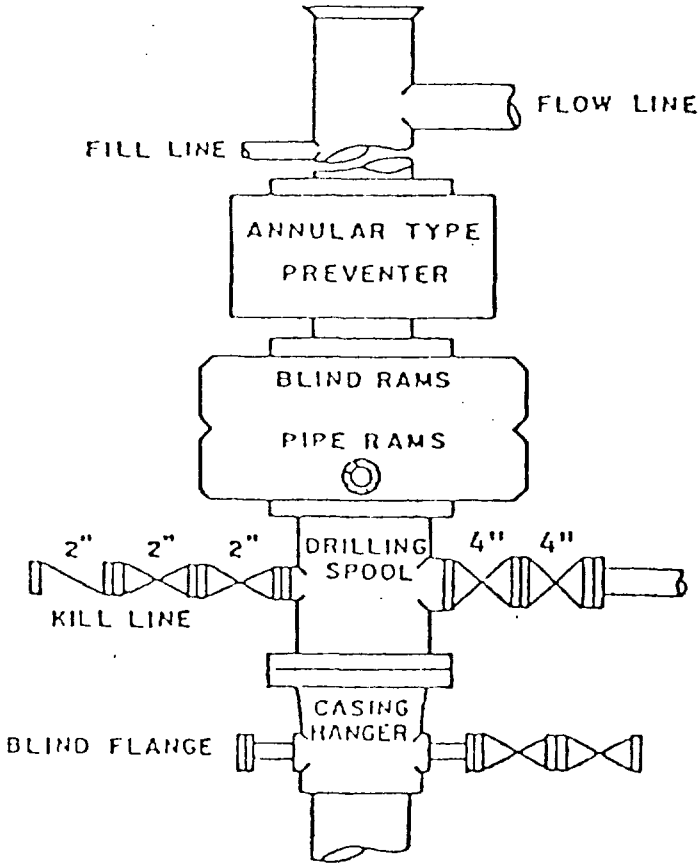 FLOW LINE
FILL LINE
ANNULAR TYPE
PREVENTER
BLIND RAMS
PIPE RAMS
2" 2" 2"
DRILLING
SPOOL
4" 4"
KILL LINE
CASING
HANGER
BLIND FLANGE